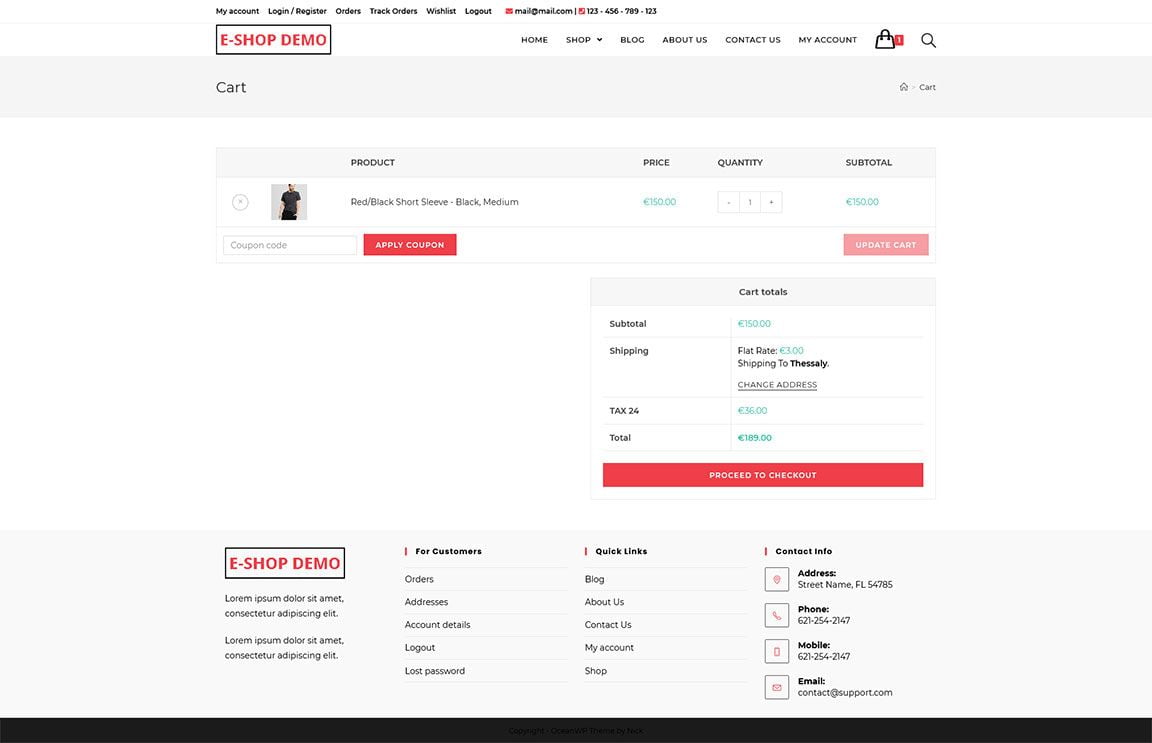 My account Login / Register Orders Track Orders Wishlist Logout mail@mail.com | 123 - 456 - 789 - 123
E-SHOP DEMO
HOME SHOP BLOG ABOUT US CONTACT US MY ACCOUNT 1
Cart
> Cart
PRODUCT PRICE QUANTITY SUBTOTAL
× Red/Black Short Sleeve - Black, Medium €150.00 - 1 + €150.00
Coupon code APPLY COUPON UPDATE CART
Cart totals
Subtotal €150.00
Shipping Flat Rate: €3.00
Shipping To Thessaly.
CHANGE ADDRESS
TAX 24 €36.00
Total €189.00
PROCEED TO CHECKOUT
E-SHOP DEMO
Lorem ipsum dolor sit amet,
consectetur adipiscing elit.
Lorem ipsum dolor sit amet,
consectetur adipiscing elit.
For Customers
Orders
Addresses
Account details
Logout
Lost password
Quick Links
Blog
About Us
Contact Us
My account
Shop
Contact Info
Address:
Street Name, FL 54785
Phone:
621-254-2147
Mobile:
621-254-2147
Email:
contact@support.com
Copyright - OceanWP Theme by Nick